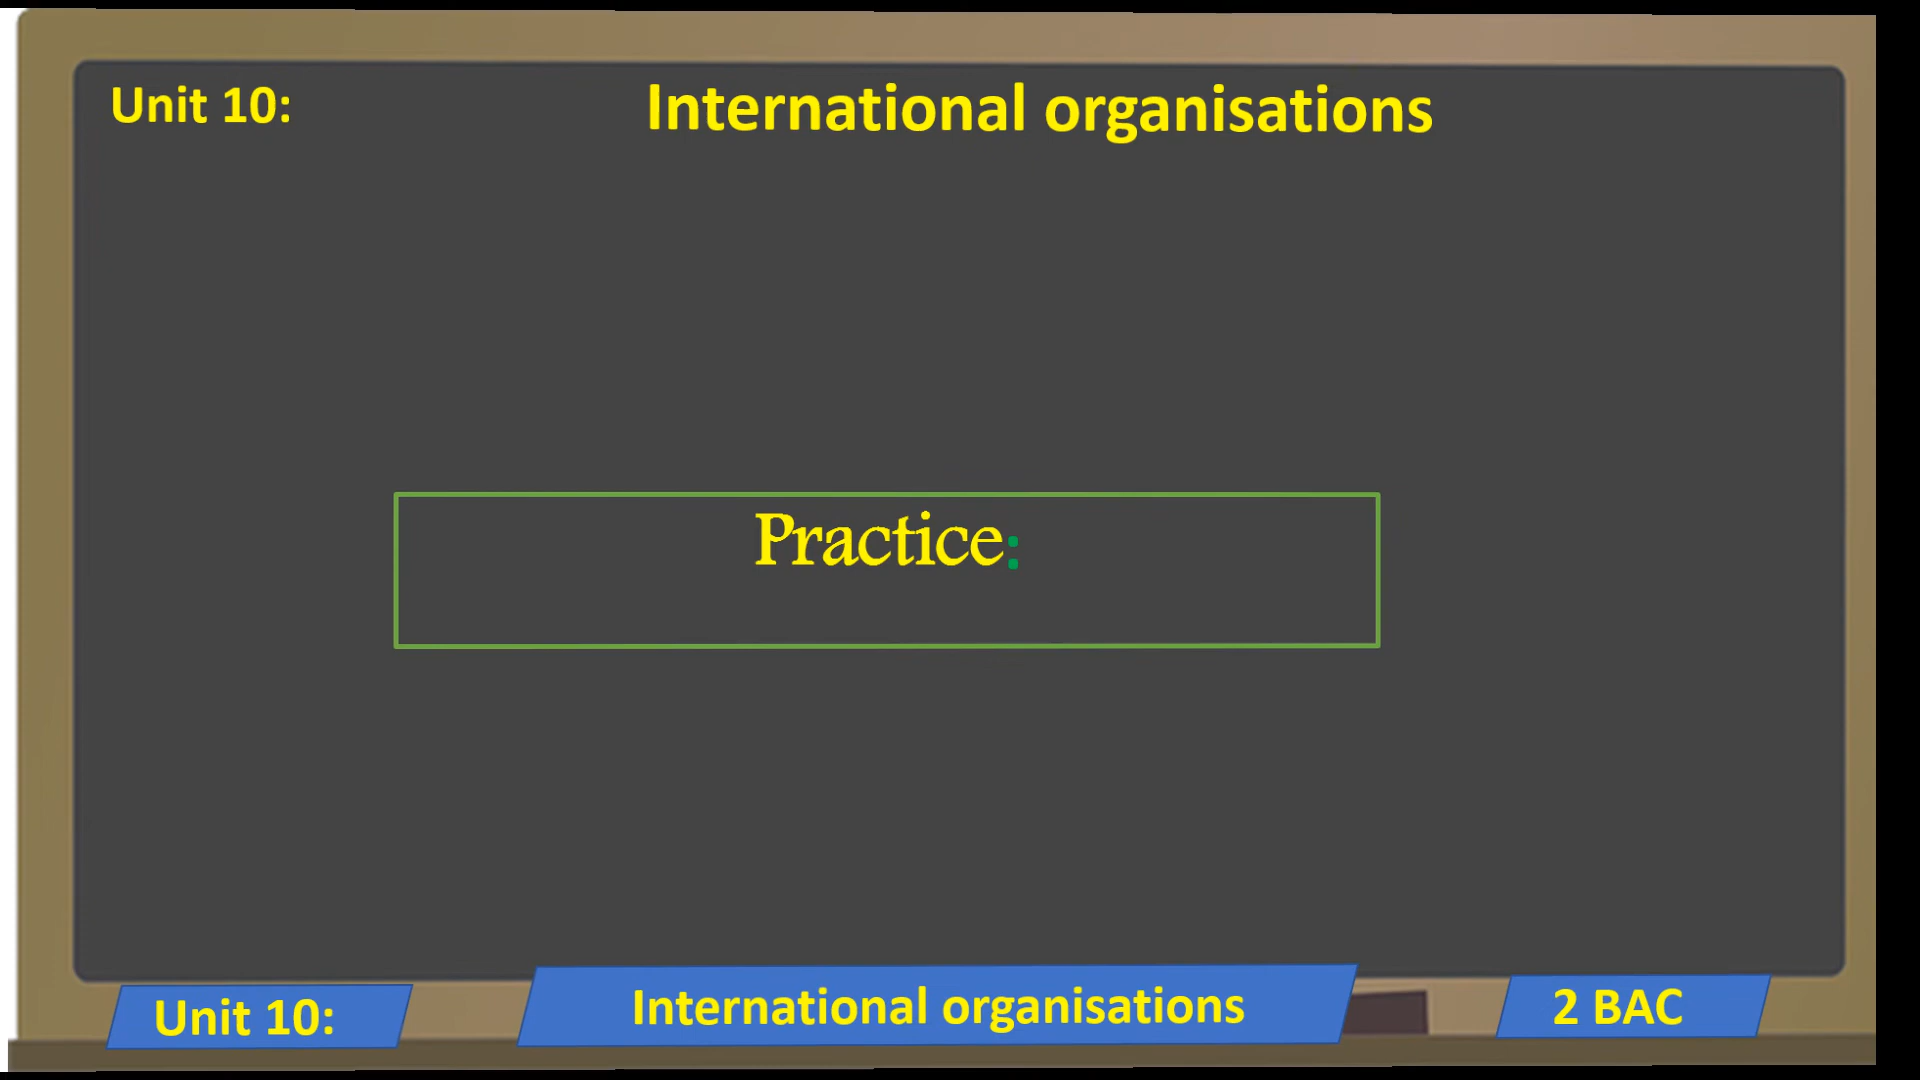 Unit 10:
International organisations
Practice:
Unit 10:
International organisations
2 BAC